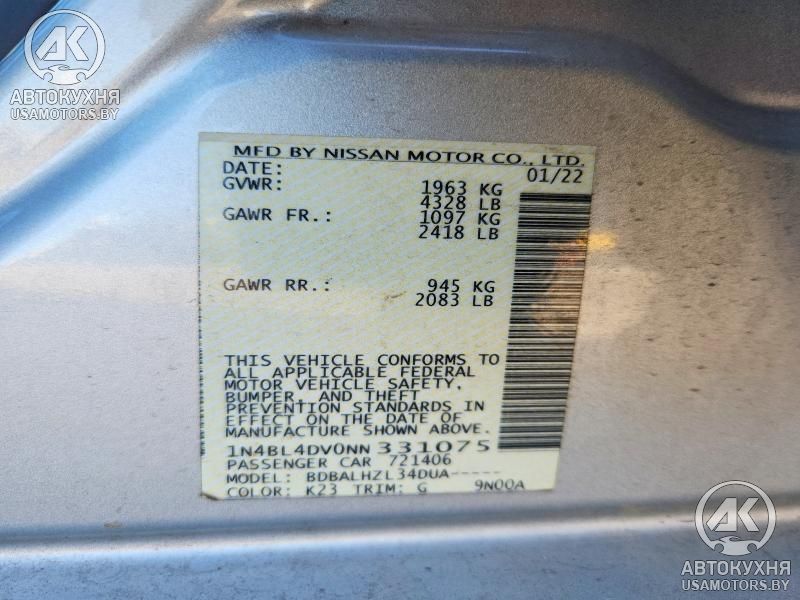 АК
АВТОКУХНЯ
USAMOTORS.BY
MFD BY NISSAN MOTOR CO., LTD.
DATE: 01/22
GVWR: 1963 KG
4328 LB
GAWR FR.: 1097 KG
2418 LB
GAWR RR.: 945 KG
2083 LB
THIS VEHICLE CONFORMS TO
ALL APPLICABLE FEDERAL
MOTOR VEHICLE SAFETY,
BUMPER, AND THEFT
PREVENTION STANDARDS IN
EFFECT ON THE DATE OF
MANUFACTURE SHOWN ABOVE.
1N4BL4DV0NN331075
PASSENGER CAR 721406
MODEL: BDBALHZL34DUA-----
COLOR: K23 TRIM: G 9N00A
АК
АВТОКУХНЯ
USAMOTORS.BY